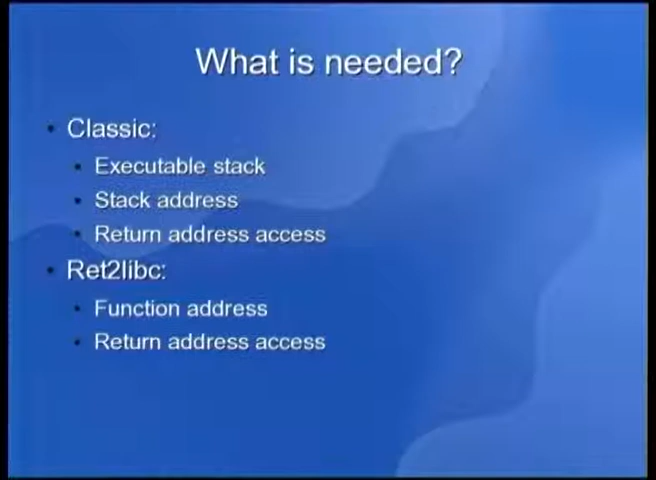 What is needed?
Classic:
Executable stack
Stack address
Return address access
Ret2libc:
Function address
Return address access